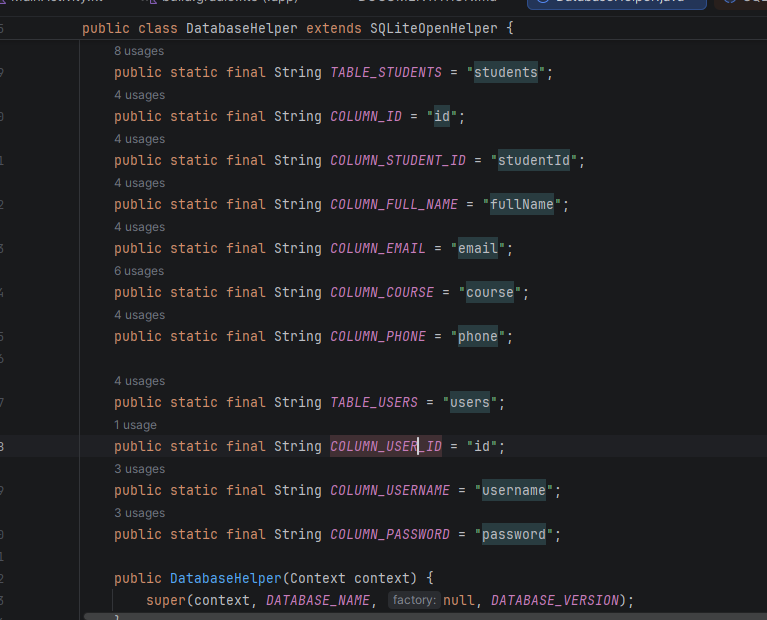 public class DatabaseHelper extends SQLiteOpenHelper {
8 usages
public static final String TABLE_STUDENTS = "students";
4 usages
public static final String COLUMN_ID = "id";
4 usages
public static final String COLUMN_STUDENT_ID = "studentId";
4 usages
public static final String COLUMN_FULL_NAME = "fullName";
4 usages
public static final String COLUMN_EMAIL = "email";
6 usages
public static final String COLUMN_COURSE = "course";
4 usages
public static final String COLUMN_PHONE = "phone";
4 usages
public static final String TABLE_USERS = "users";
1 usage
public static final String COLUMN_USER_ID = "id";
3 usages
public static final String COLUMN_USERNAME = "username";
3 usages
public static final String COLUMN_PASSWORD = "password";
public DatabaseHelper(Context context) {
super(context, DATABASE_NAME, factory: null, DATABASE_VERSION);